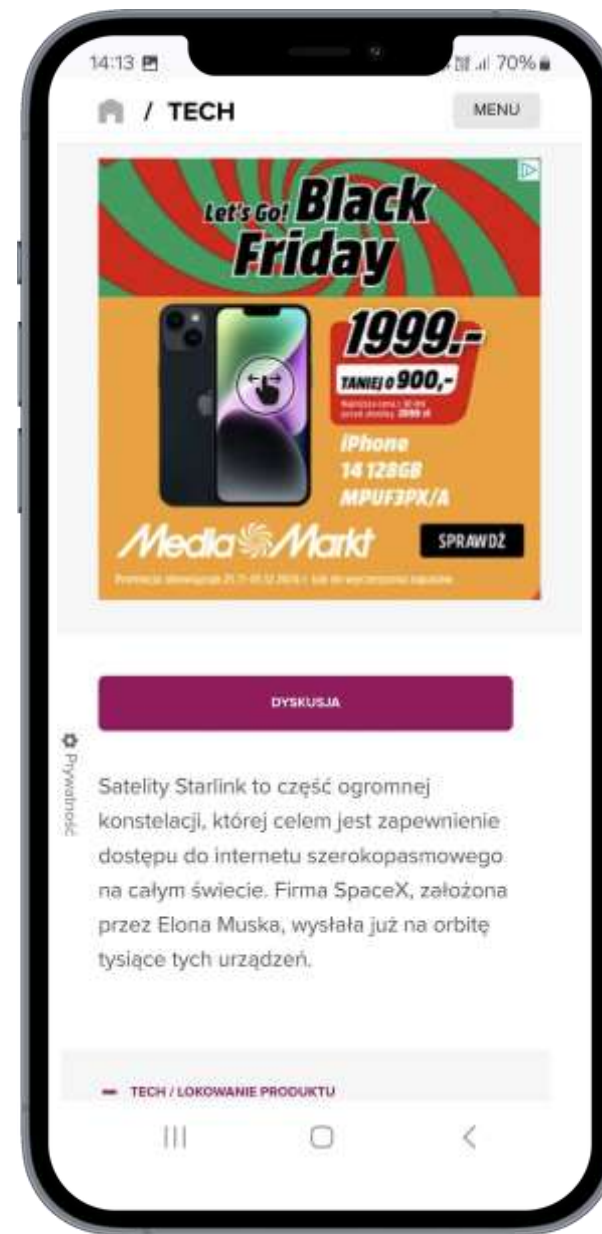 14:13
70%
/ TECH
MENU
Let's Go! Black
Friday
1999.-
TANIEJ O 900,-
iPhone
14 128GB
MPUF3PX/A
Media Markt
SPRAWDŹ
DYSKUSJA
Prywatność
Satelity Starlink to część ogromnej
konstelacji, której celem jest zapewnienie
dostępu do internetu szerokopasmowego
na całym świecie. Firma SpaceX, założona
przez Elona Muska, wysłała już na orbitę
tysiące tych urządzeń.
TECH / LOKOWANIE PRODUKTU